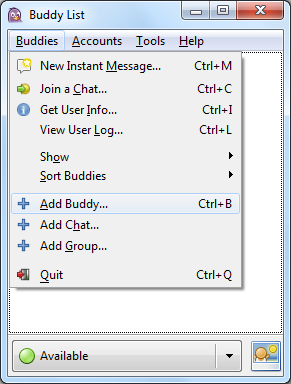 Buddy List
Buddies Accounts Tools Help
New Instant Message... Ctrl+M
Join a Chat... Ctrl+C
Get User Info... Ctrl+I
View User Log... Ctrl+L
Show
Sort Buddies
Add Buddy... Ctrl+B
Add Chat...
Add Group...
Quit Ctrl+Q
Available